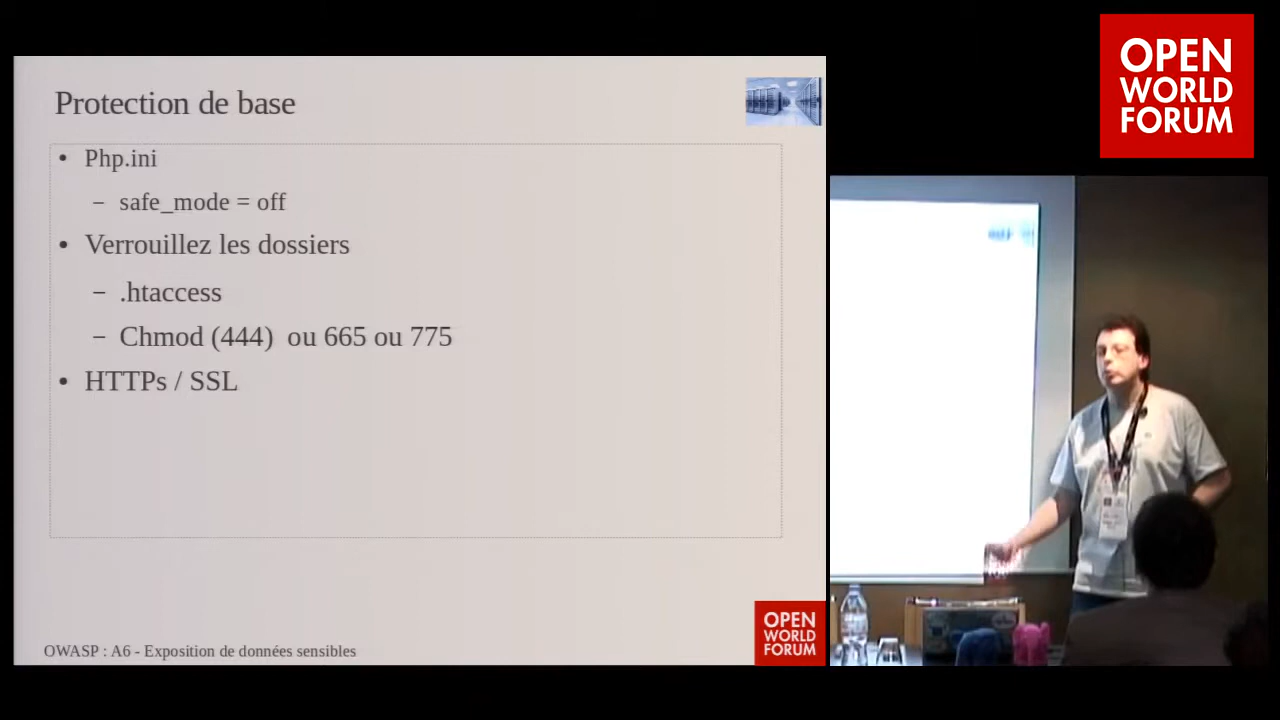 OPEN
WORLD
FORUM
Protection de base
• Php.ini
– safe_mode = off
• Verrouillez les dossiers
– .htaccess
– Chmod (444)  ou 665 ou 775
• HTTPs / SSL
OPEN
WORLD
FORUM
OWASP : A6 - Exposition de données sensibles